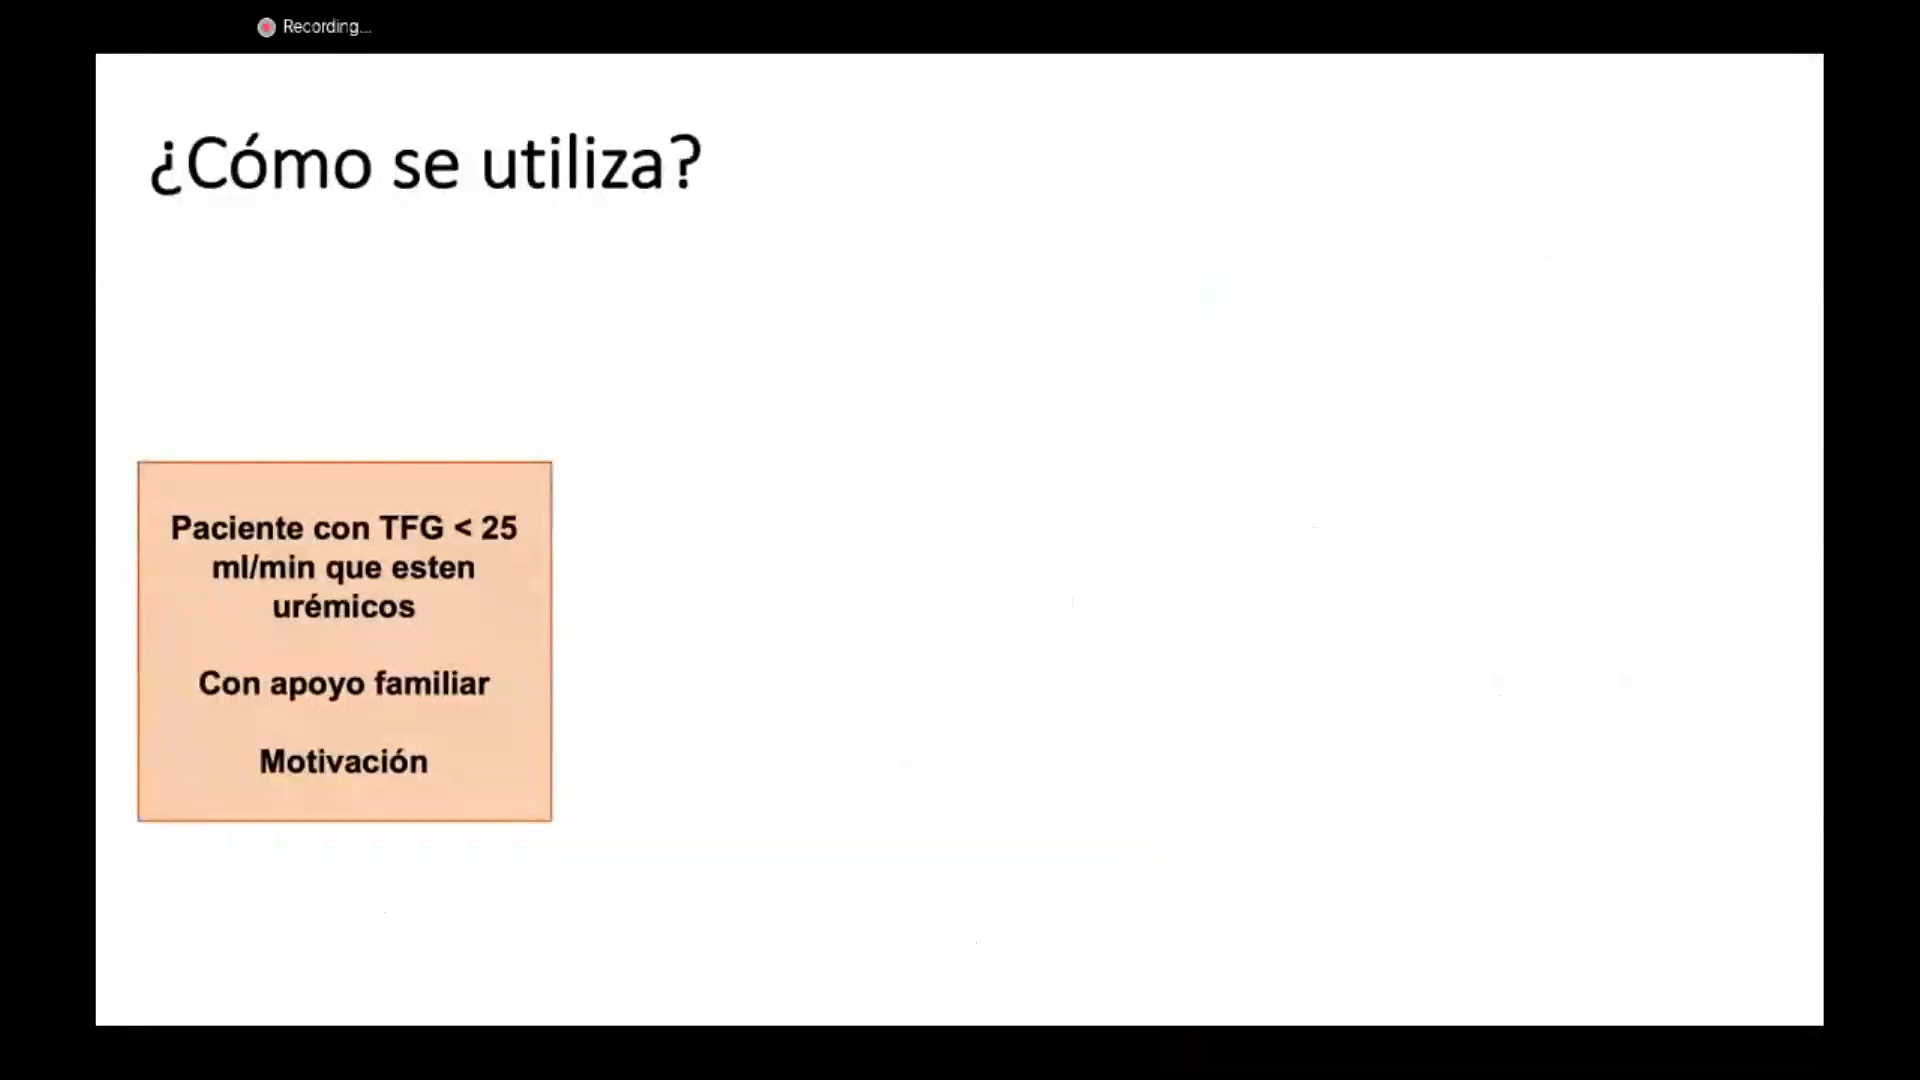 Recording...
¿Cómo se utiliza?
Paciente con TFG < 25
ml/min que esten
urémicos
Con apoyo familiar
Motivación